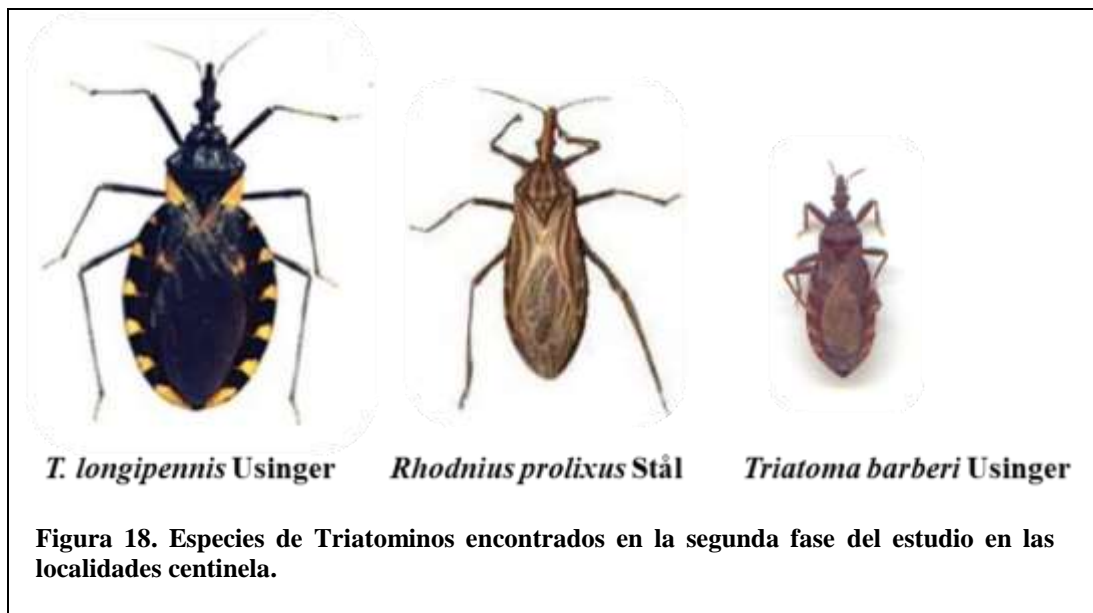 T. longipennis Usinger
Rhodnius prolixus Stål
Triatoma barberi Usinger
Figura 18. Especies de Triatominos encontrados en la segunda fase del estudio en las
localidades centinela.